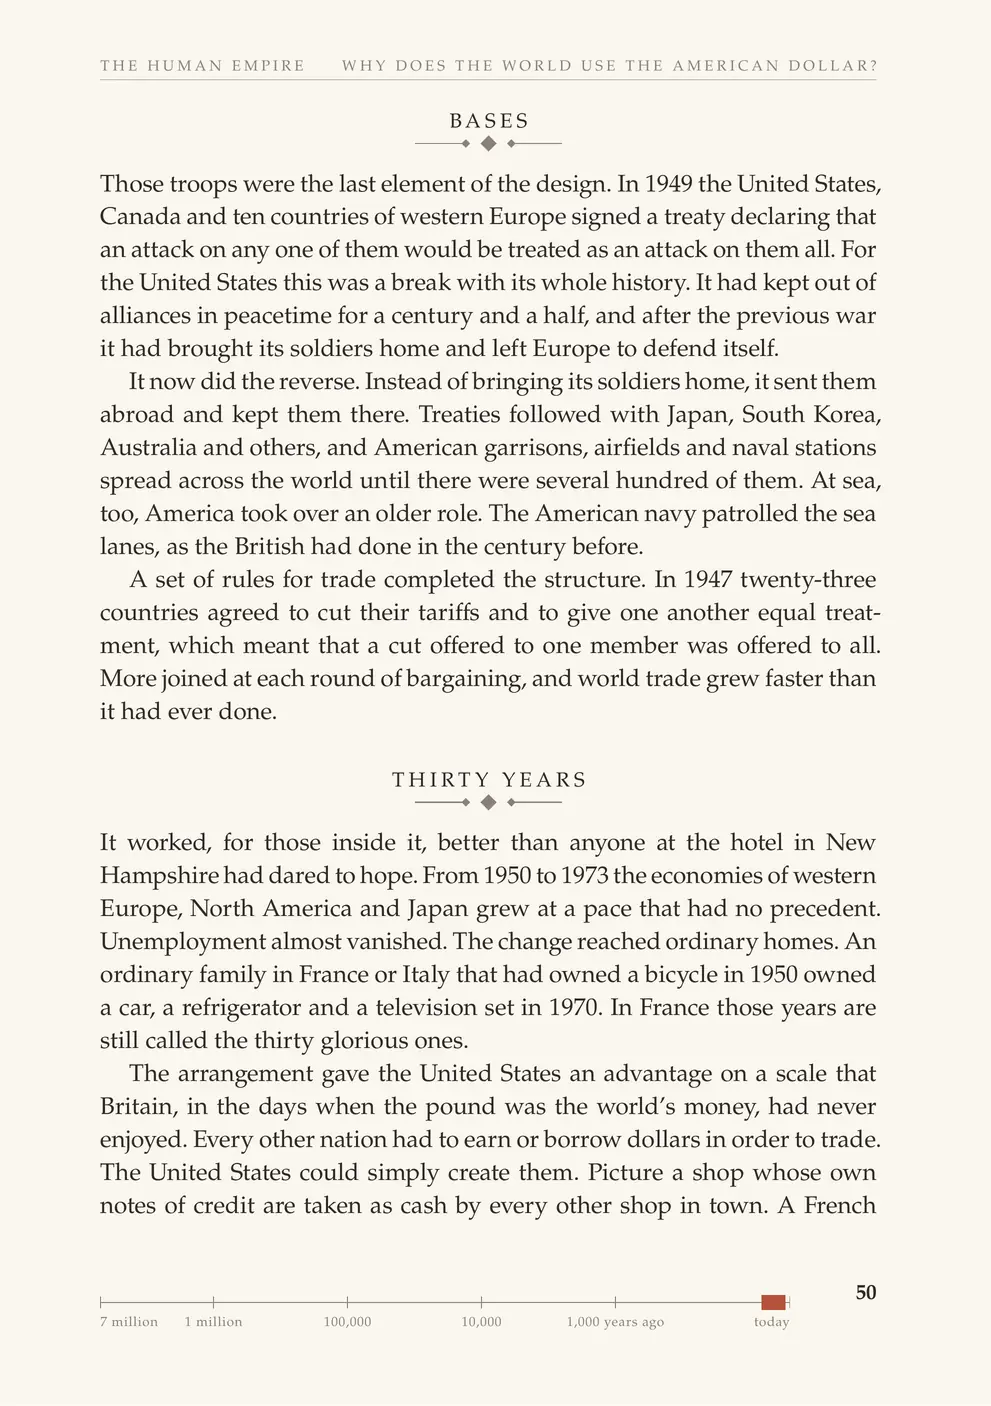 THE HUMAN EMPIRE WHY DOES THE WORLD USE THE AMERICAN DOLLAR?
BASES
Those troops were the last element of the design. In 1949 the United States,
Canada and ten countries of western Europe signed a treaty declaring that
an attack on any one of them would be treated as an attack on them all. For
the United States this was a break with its whole history. It had kept out of
alliances in peacetime for a century and a half, and after the previous war
it had brought its soldiers home and left Europe to defend itself.
It now did the reverse. Instead of bringing its soldiers home, it sent them
abroad and kept them there. Treaties followed with Japan, South Korea,
Australia and others, and American garrisons, airfields and naval stations
spread across the world until there were several hundred of them. At sea,
too, America took over an older role. The American navy patrolled the sea
lanes, as the British had done in the century before.
A set of rules for trade completed the structure. In 1947 twenty-three
countries agreed to cut their tariffs and to give one another equal treat-
ment, which meant that a cut offered to one member was offered to all.
More joined at each round of bargaining, and world trade grew faster than
it had ever done.
THIRTY YEARS
It worked, for those inside it, better than anyone at the hotel in New
Hampshire had dared to hope. From 1950 to 1973 the economies of western
Europe, North America and Japan grew at a pace that had no precedent.
Unemployment almost vanished. The change reached ordinary homes. An
ordinary family in France or Italy that had owned a bicycle in 1950 owned
a car, a refrigerator and a television set in 1970. In France those years are
still called the thirty glorious ones.
The arrangement gave the United States an advantage on a scale that
Britain, in the days when the pound was the world's money, had never
enjoyed. Every other nation had to earn or borrow dollars in order to trade.
The United States could simply create them. Picture a shop whose own
notes of credit are taken as cash by every other shop in town. A French
50
7 million 1 million 100,000 10,000 1,000 years ago today